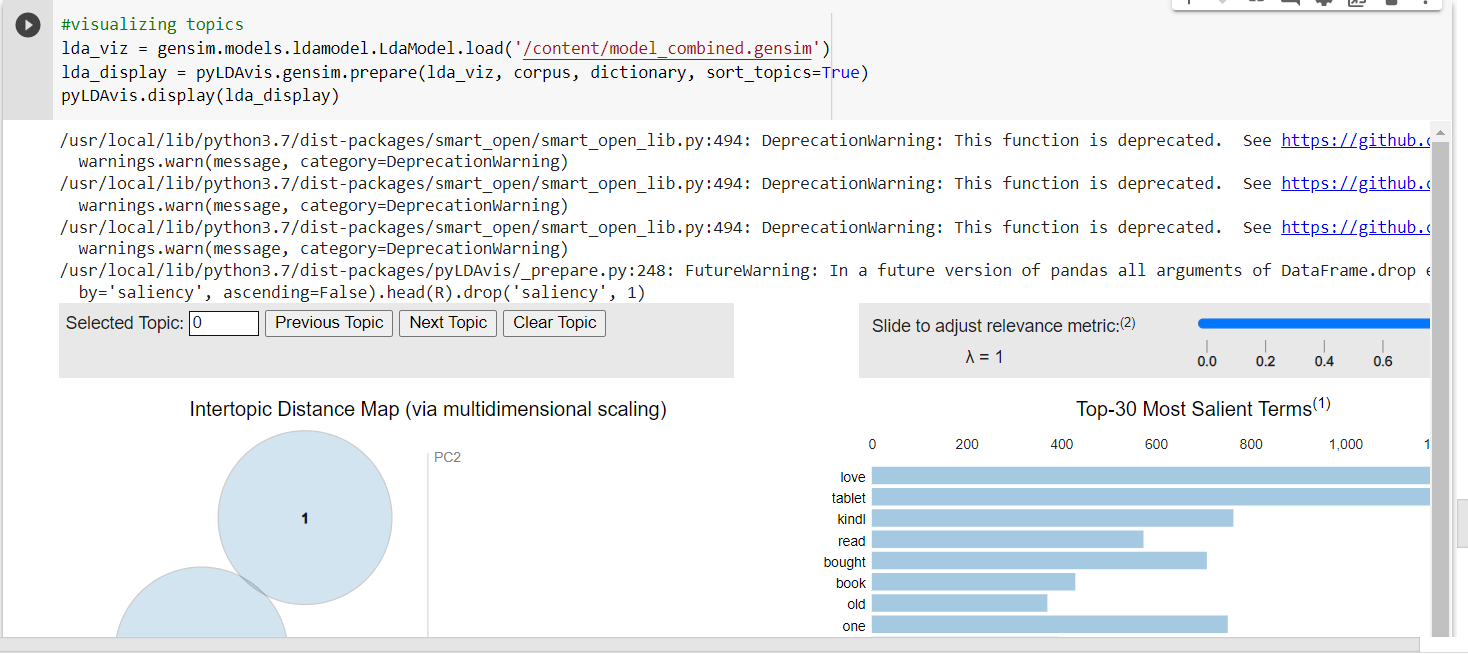 #visualizing topics
lda_viz = gensim.models.ldamodel.LdaModel.load('/content/model_combined.gensim')
lda_display = pyLDAvis.gensim.prepare(lda_viz, corpus, dictionary, sort_topics=True)
pyLDAvis.display(lda_display)
/usr/local/lib/python3.7/dist-packages/smart_open/smart_open_lib.py:494: DeprecationWarning: This function is deprecated.  See https://github.c
warnings.warn(message, category=DeprecationWarning)
/usr/local/lib/python3.7/dist-packages/smart_open/smart_open_lib.py:494: DeprecationWarning: This function is deprecated.  See https://github.c
warnings.warn(message, category=DeprecationWarning)
/usr/local/lib/python3.7/dist-packages/smart_open/smart_open_lib.py:494: DeprecationWarning: This function is deprecated.  See https://github.c
warnings.warn(message, category=DeprecationWarning)
/usr/local/lib/python3.7/dist-packages/pyLDAvis/_prepare.py:248: FutureWarning: In a future version of pandas all arguments of DataFrame.drop e
by='saliency', ascending=False).head(R).drop('saliency', 1)
Selected Topic: 0 Previous Topic Next Topic Clear Topic
Slide to adjust relevance metric:(2)
λ = 1
0.0 0.2 0.4 0.6
Intertopic Distance Map (via multidimensional scaling)
PC2
1
Top-30 Most Salient Terms(1)
0 200 400 600 800 1,000 1
love
tablet
kindl
read
bought
book
old
one